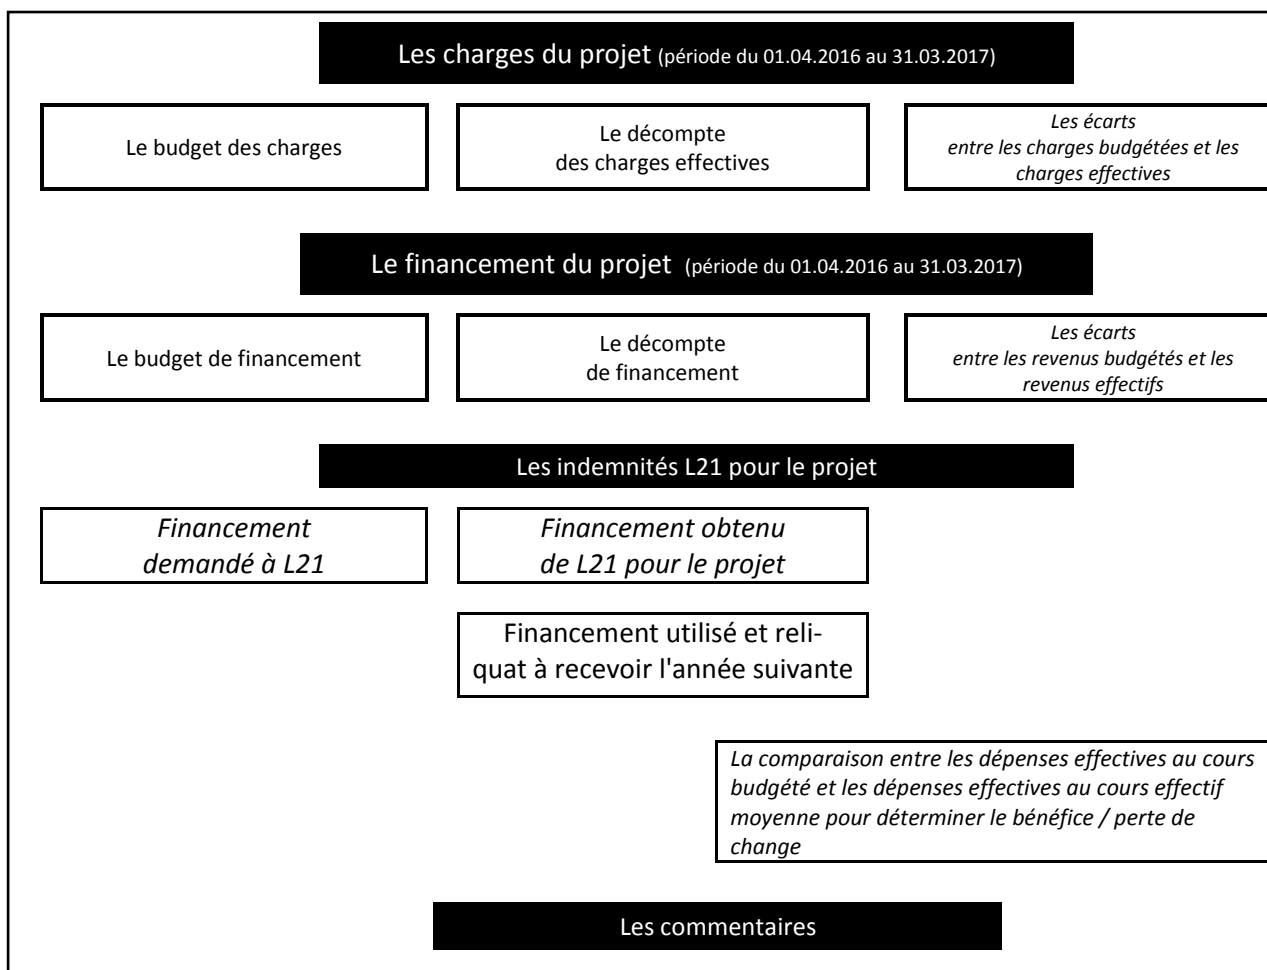 Les charges du projet (période du 01.04.2016 au 31.03.2017)
Le budget des charges
Le décompte
des charges effectives
Les écarts
entre les charges budgétées et les
charges effectives
Le financement du projet (période du 01.04.2016 au 31.03.2017)
Le budget de financement
Le décompte
de financement
Les écarts
entre les revenus budgétés et les
revenus effectifs
Les indemnités L21 pour le projet
Financement
demandé à L21
Financement obtenu
de L21 pour le projet
Financement utilisé et reli-
quat à recevoir l'année suivante
La comparaison entre les dépenses effectives au cours
budgété et les dépenses effectives au cours effectif
moyenne pour déterminer le bénéfice / perte de
change
Les commentaires